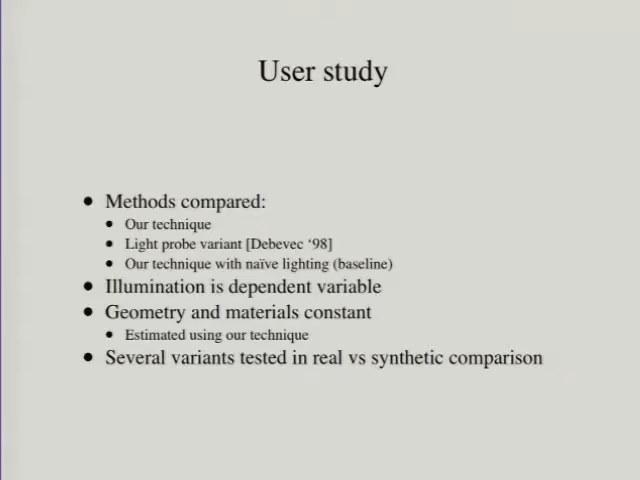 User study
• Methods compared:
• Our technique
• Light probe variant [Debevec ‘98]
• Our technique with naïve lighting (baseline)
• Illumination is dependent variable
• Geometry and materials constant
• Estimated using our technique
• Several variants tested in real vs synthetic comparison